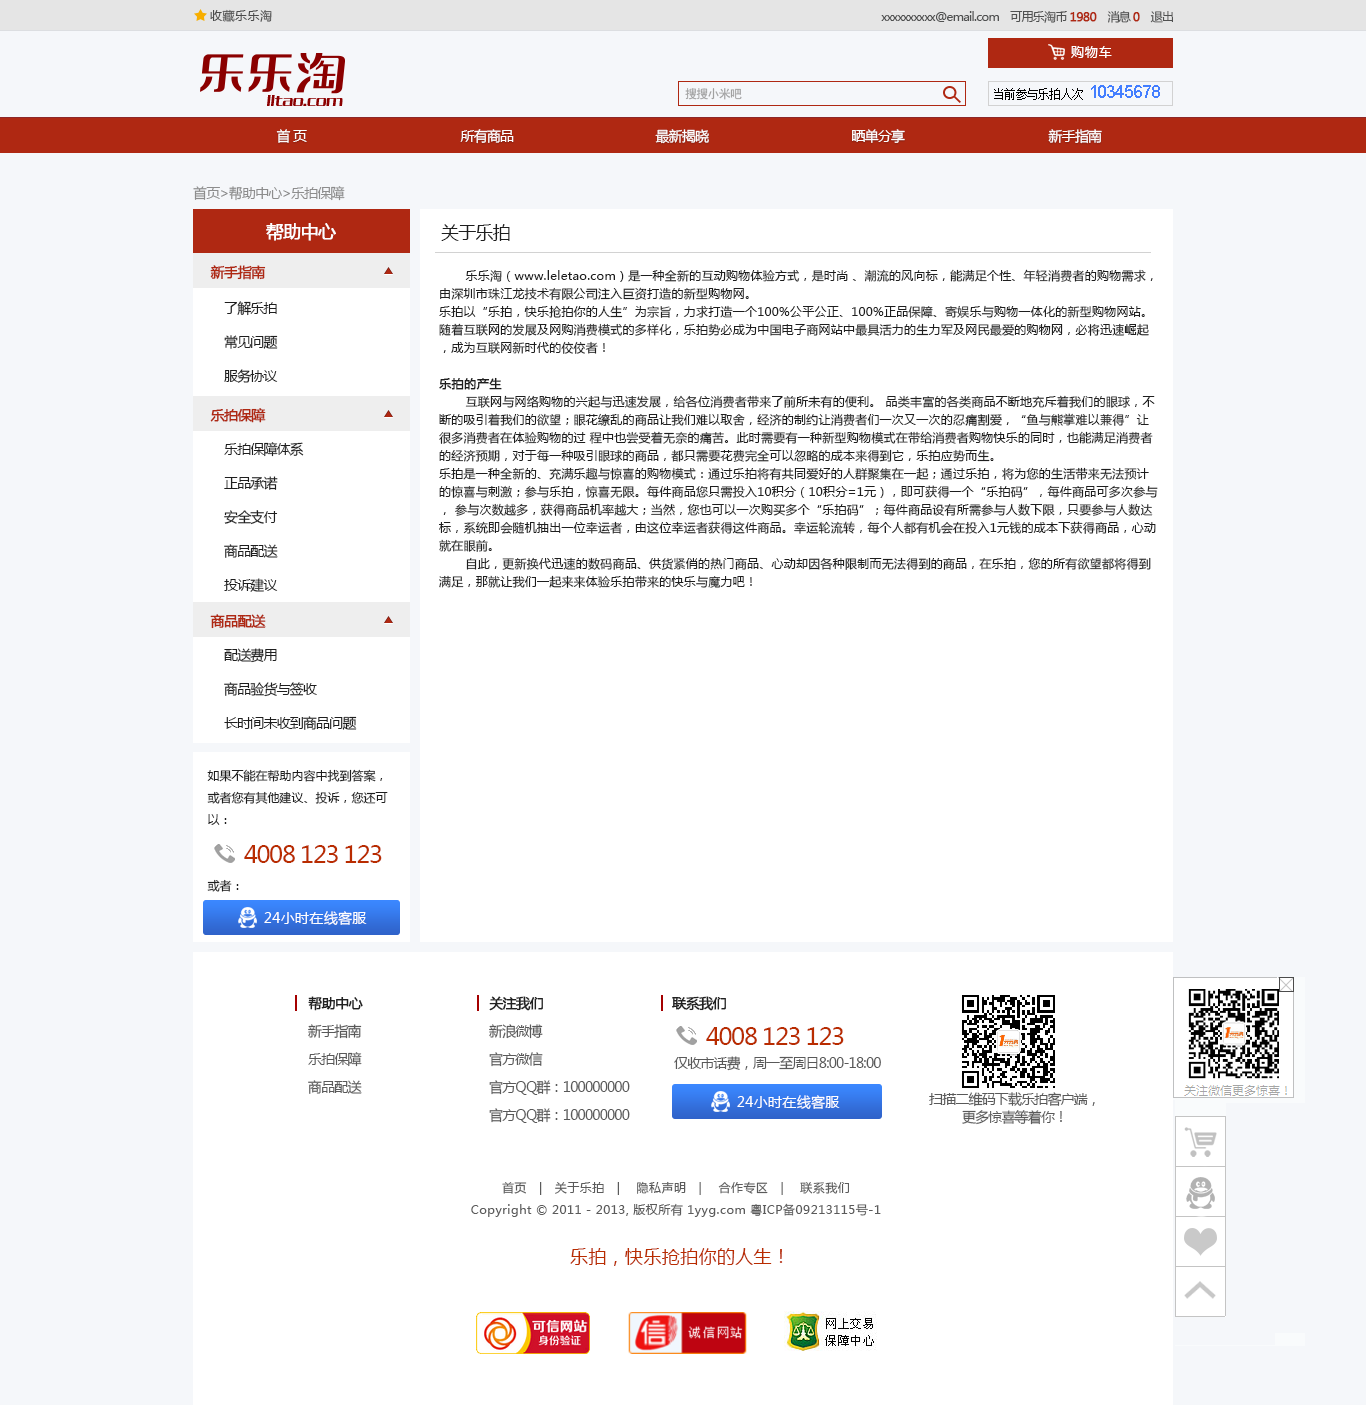 收藏乐乐淘
xxxxxxxxxx@email.com 可用乐淘币 1980 消息 0 退出
购物车
乐乐淘
lltao.com
搜搜小米吧
当前参与乐拍人次 10345678
首 页 所有商品 最新揭晓 晒单分享 新手指南
首页>帮助中心>乐拍保障
帮助中心
新手指南
了解乐拍
常见问题
服务协议
乐拍保障
乐拍保障体系
正品承诺
安全支付
商品配送
投诉建议
商品配送
配送费用
商品验货与签收
长时间未收到商品问题
如果不能在帮助内容中找到答案，
或者您有其他建议、投诉，您还可
以：
4008 123 123
或者：
24小时在线客服
关于乐拍
乐乐淘（www.leletao.com）是一种全新的互动购物体验方式，是时尚 、潮流的风向标，能满足个性、年轻消费者的购物需求，
由深圳市珠江龙技术有限公司注入巨资打造的新型购物网。
乐拍以“乐拍，快乐抢拍你的人生”为宗旨，力求打造一个100%公平公正、100%正品保障、寄娱乐与购物一体化的新型购物网站。
随着互联网的发展及网购消费模式的多样化，乐拍势必成为中国电子商网站中最具活力的生力军及网民最爱的购物网，必将迅速崛起
，成为互联网新时代的佼佼者！
乐拍的产生
互联网与网络购物的兴起与迅速发展，给各位消费者带来了前所未有的便利。 品类丰富的各类商品不断地充斥着我们的眼球，不
断的吸引着我们的欲望；眼花缭乱的商品让我们难以取舍，经济的制约让消费者们一次又一次的忍痛割爱，“鱼与熊掌难以兼得”让
很多消费者在体验购物的过 程中也尝受着无奈的痛苦。此时需要有一种新型购物模式在带给消费者购物快乐的同时，也能满足消费者
的经济预期，对于每一种吸引眼球的商品，都只需要花费完全可以忽略的成本来得到它，乐拍应势而生。
乐拍是一种全新的、充满乐趣与惊喜的购物模式：通过乐拍将有共同爱好的人群聚集在一起；通过乐拍，将为您的生活带来无法预计
的惊喜与刺激；参与乐拍，惊喜无限。每件商品您只需投入10积分（10积分=1元），即可获得一个“乐拍码”，每件商品可多次参与
，参与次数越多，获得商品机率越大；当然，您也可以一次购买多个“乐拍码”；每件商品设有所需参与人数下限，只要参与人数达
标，系统即会随机抽出一位幸运者，由这位幸运者获得这件商品。幸运轮流转，每个人都有机会在投入1元钱的成本下获得商品，心动
就在眼前。
自此，更新换代迅速的数码商品、供货紧俏的热门商品、心动却因各种限制而无法得到的商品，在乐拍，您的所有欲望都将得到
满足，那就让我们一起来来体验乐拍带来的快乐与魔力吧！
帮助中心
新手指南
乐拍保障
商品配送
关注我们
新浪微博
官方微信
官方QQ群：100000000
官方QQ群：100000000
联系我们
4008 123 123
仅收市话费，周一至周日8:00-18:00
24小时在线客服
扫描二维码下载乐拍客户端，
更多惊喜等着你！
关注微信更多惊喜！
首页 | 关于乐拍 | 隐私声明 | 合作专区 | 联系我们
Copyright © 2011 - 2013, 版权所有 1yyg.com 粤ICP备09213115号-1
乐拍，快乐抢拍你的人生！
可信网站
身份验证
信
诚信网站
网上交易
保障中心